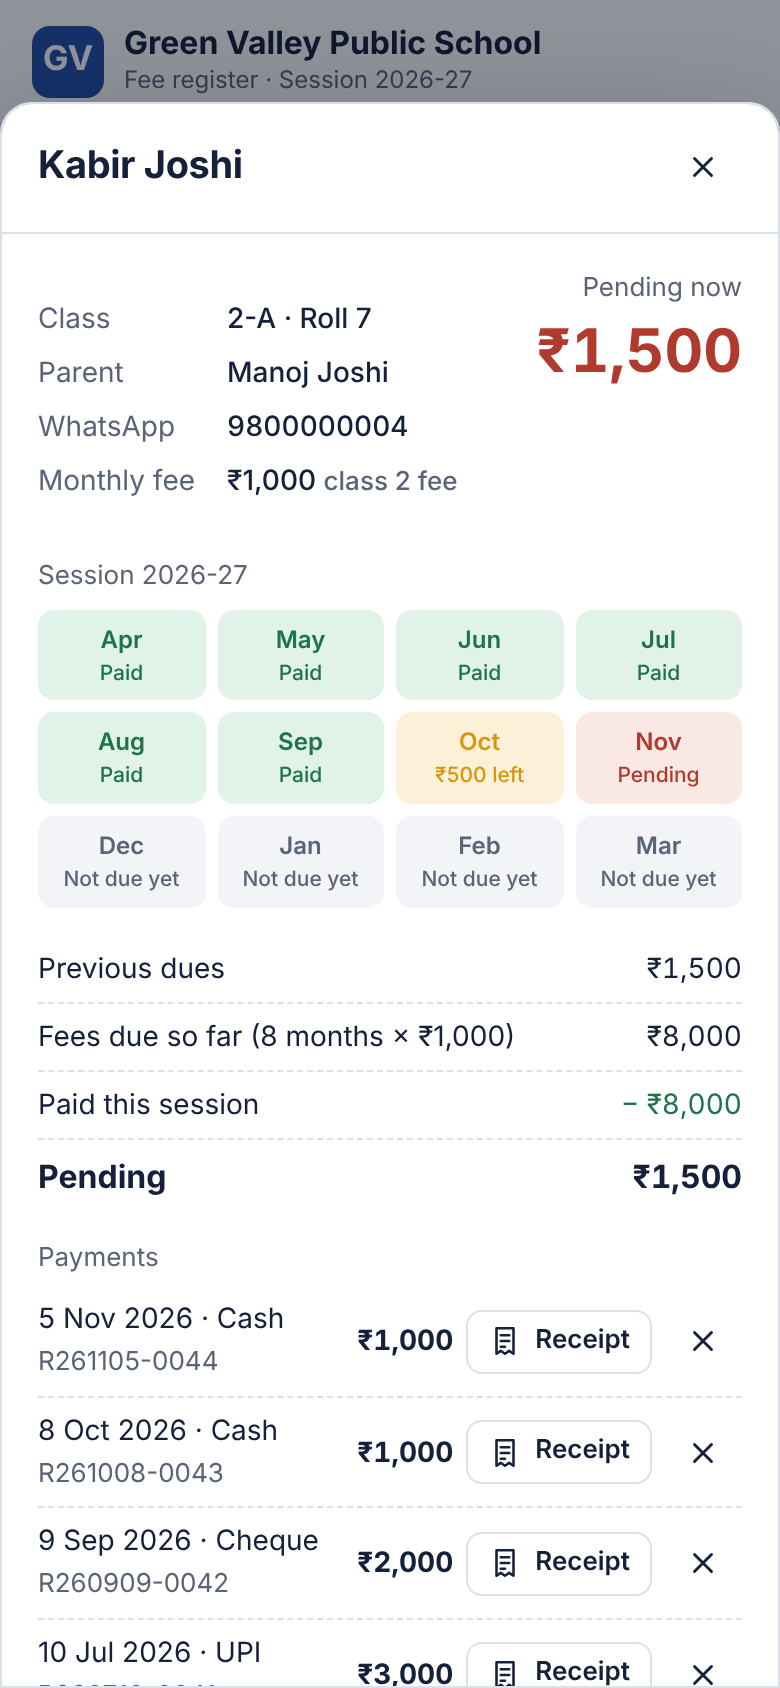 GV
Green Valley Public School
Fee register · Session 2026-27
Kabir Joshi
Pending now
₹1,500
Class 2-A · Roll 7
Parent Manoj Joshi
WhatsApp 9800000004
Monthly fee ₹1,000 class 2 fee
Session 2026-27
Apr May Jun Jul
Paid Paid Paid Paid
Aug Sep Oct Nov
Paid Paid ₹500 left Pending
Dec Jan Feb Mar
Not due yet Not due yet Not due yet Not due yet
Previous dues ₹1,500
Fees due so far (8 months × ₹1,000) ₹8,000
Paid this session − ₹8,000
Pending ₹1,500
Payments
5 Nov 2026 · Cash
R261105-0044
₹1,000 Receipt
8 Oct 2026 · Cash
R261008-0043
₹1,000 Receipt
9 Sep 2026 · Cheque
R260909-0042
₹2,000 Receipt
10 Jul 2026 · UPI
₹3,000 Receipt